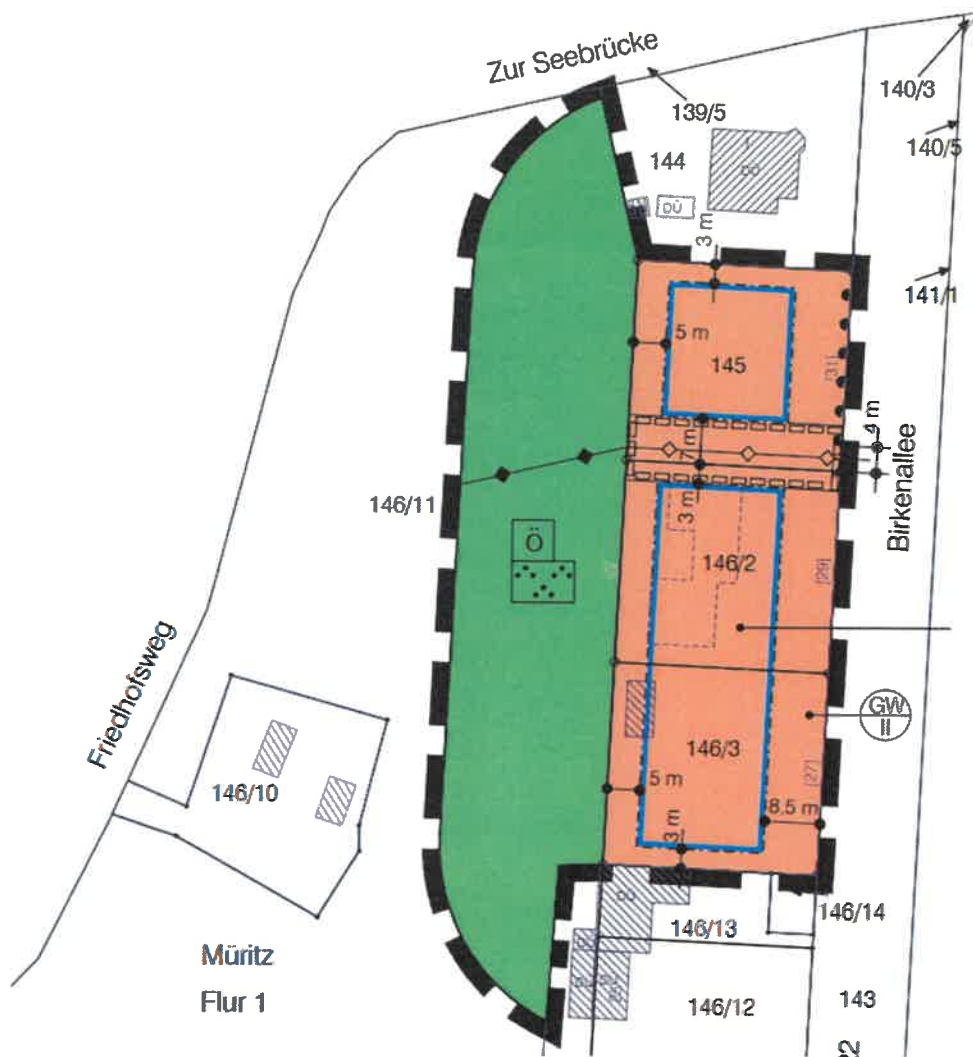 Zur Seebrücke
139/5
140/3
140/5
144
DÜ
3 m
141/1
5 m
145
[31]
4 m
7 m
146/11
3 m
Ö
146/2
Birkenallee
[29]
Friedhofsweg
GW
II
146/3
146/10
5 m
[27]
8.5 m
3 m
146/13
146/14
Müritz
Flur 1
146/12
143